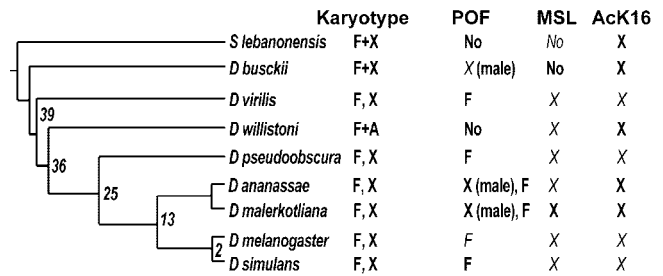 Karyotype POF MSL AcK16
S lebanonensis F+X No No X
D busckii F+X X (male) No X
39 D virilis F, X F X X
36 D willistoni F+A No X X
25 D pseudoobscura F, X F X X
D ananassae F, X X (male), F X X
13 D malerkotliana F, X X (male), F X X
D melanogaster F, X F X X
2 D simulans F, X F X X